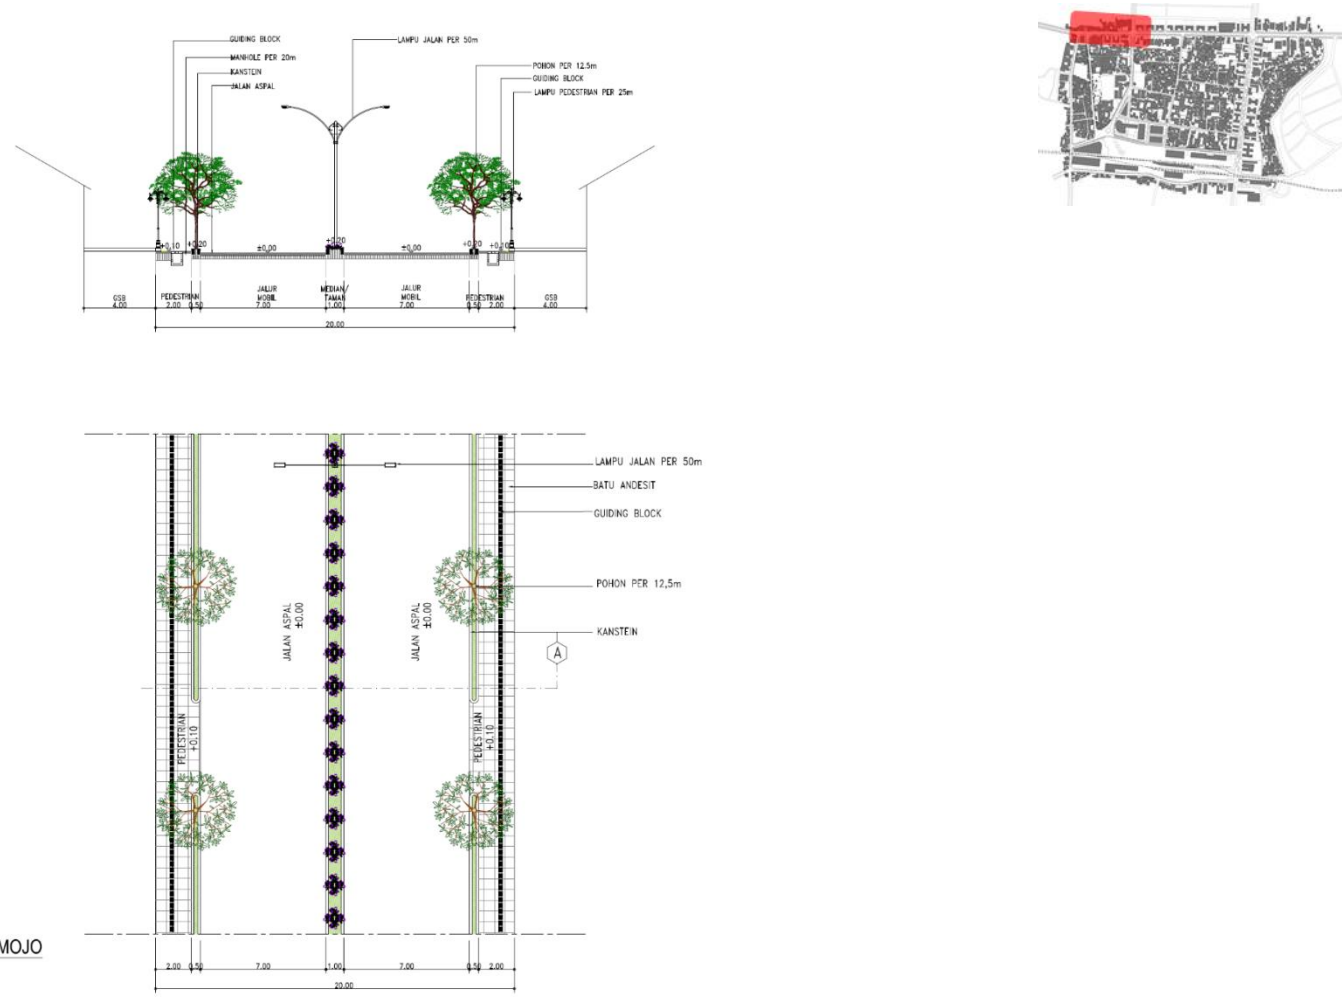 GUIDING BLOCK
LAMPU JALAN PER 50m
MANHOLE PER 20m
KANSTEIN
JALAN ASPAL
POHON PER 12.5m
GUIDING BLOCK
LAMPU PEDESTRIAN PER 25m
+0,10 +0,20 ±0,00 +0,20 ±0,00 +0,20 +0,10
GSB PEDESTRIAN JALUR MOBIL MEDIAN/ TAMAN JALUR MOBIL PEDESTRIAN GSB
4.00 2.00 0.50 7.00 1.00 7.00 0.50 2.00 4.00
20.00
LAMPU JALAN PER 50m
BATU ANDESIT
GUIDING BLOCK
POHON PER 12,5m
JALAN ASPAL
±0.00
JALAN ASPAL
±0.00
KANSTEIN
A
PEDESTRIAN
+0.10
PEDESTRIAN
+0.10
MOJO
2.00 0.50 7.00 1.00 7.00 0.50 2.00
20.00